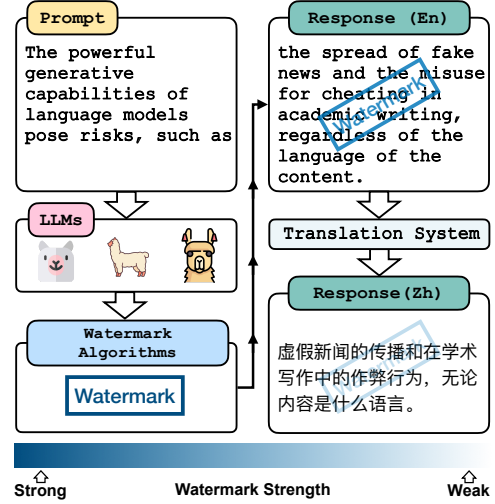 Prompt
The powerful
generative
capabilities of
language models
pose risks, such as
LLMs
Watermark
Algorithms
Watermark
Response (En)
the spread of fake
news and the misuse
for cheating in
academic writing,
regardless of the
language of the
content.
Watermark
Translation System
Response(Zh)
虚假新闻的传播和在学术
写作中的作弊行为，无论
内容是什么语言。
Watermark
Strong
Watermark Strength
Weak